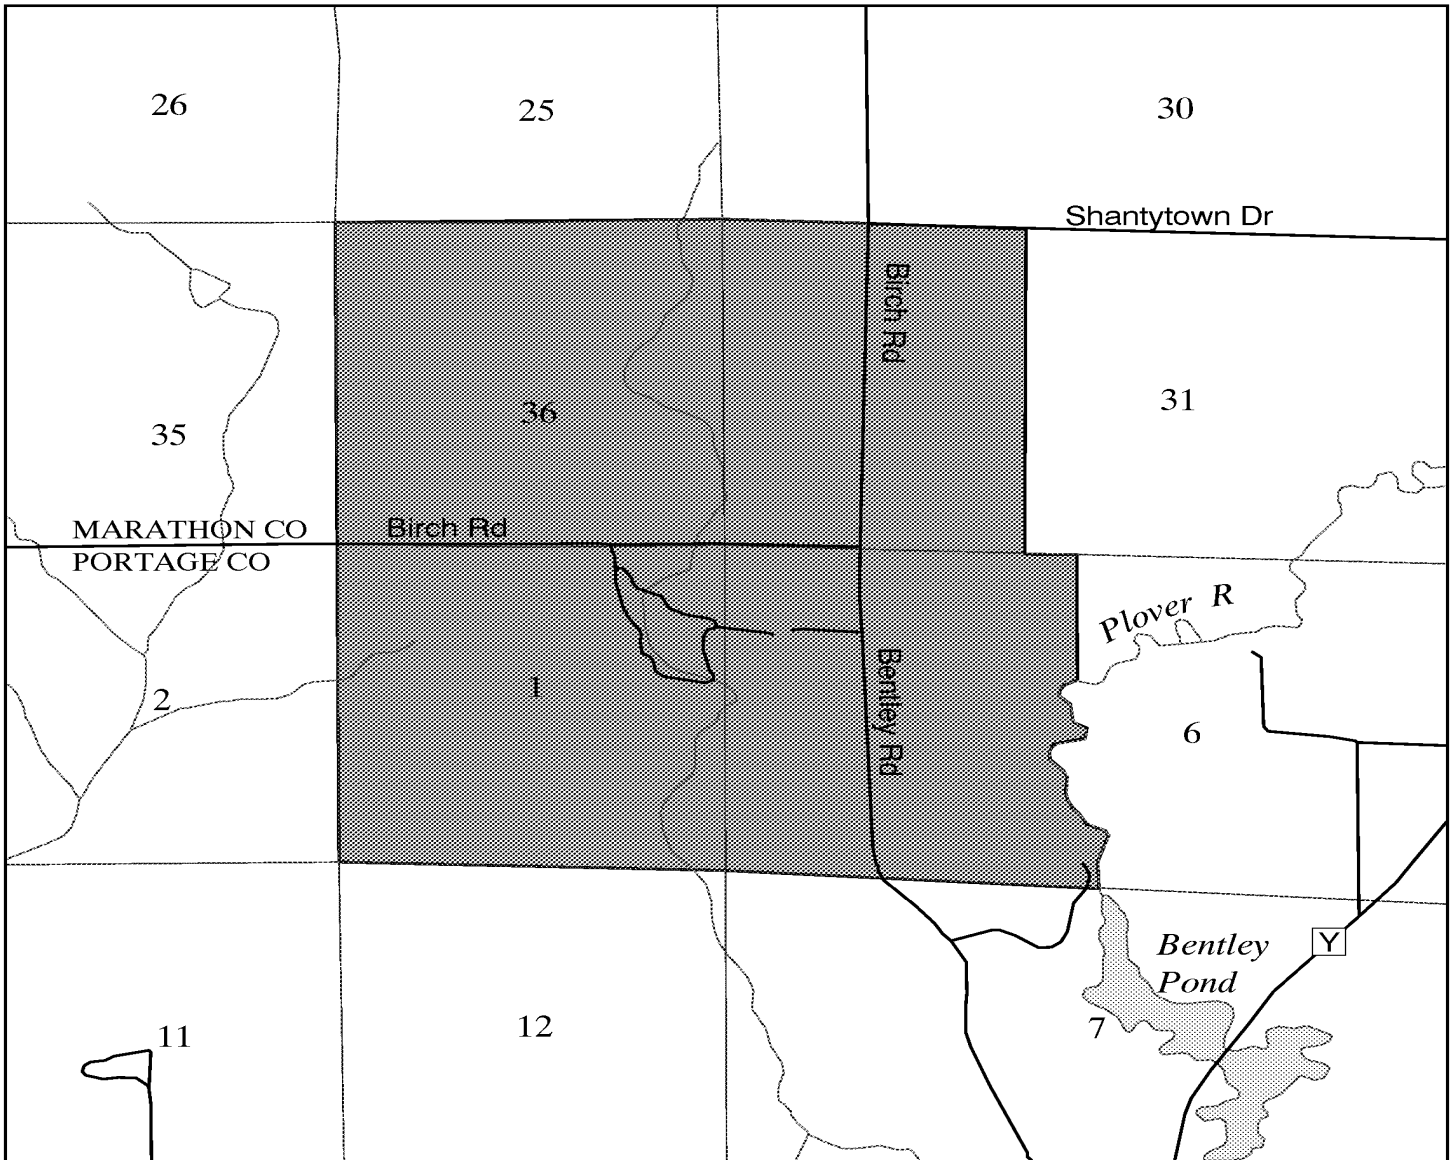 26
25
30
Shantytown Dr
Birch Rd
36
31
35
MARATHON CO
Birch Rd
PORTAGE CO
Plover R
1
Bentley Rd
2
6
Bentley
Pond
Y
11
12
7